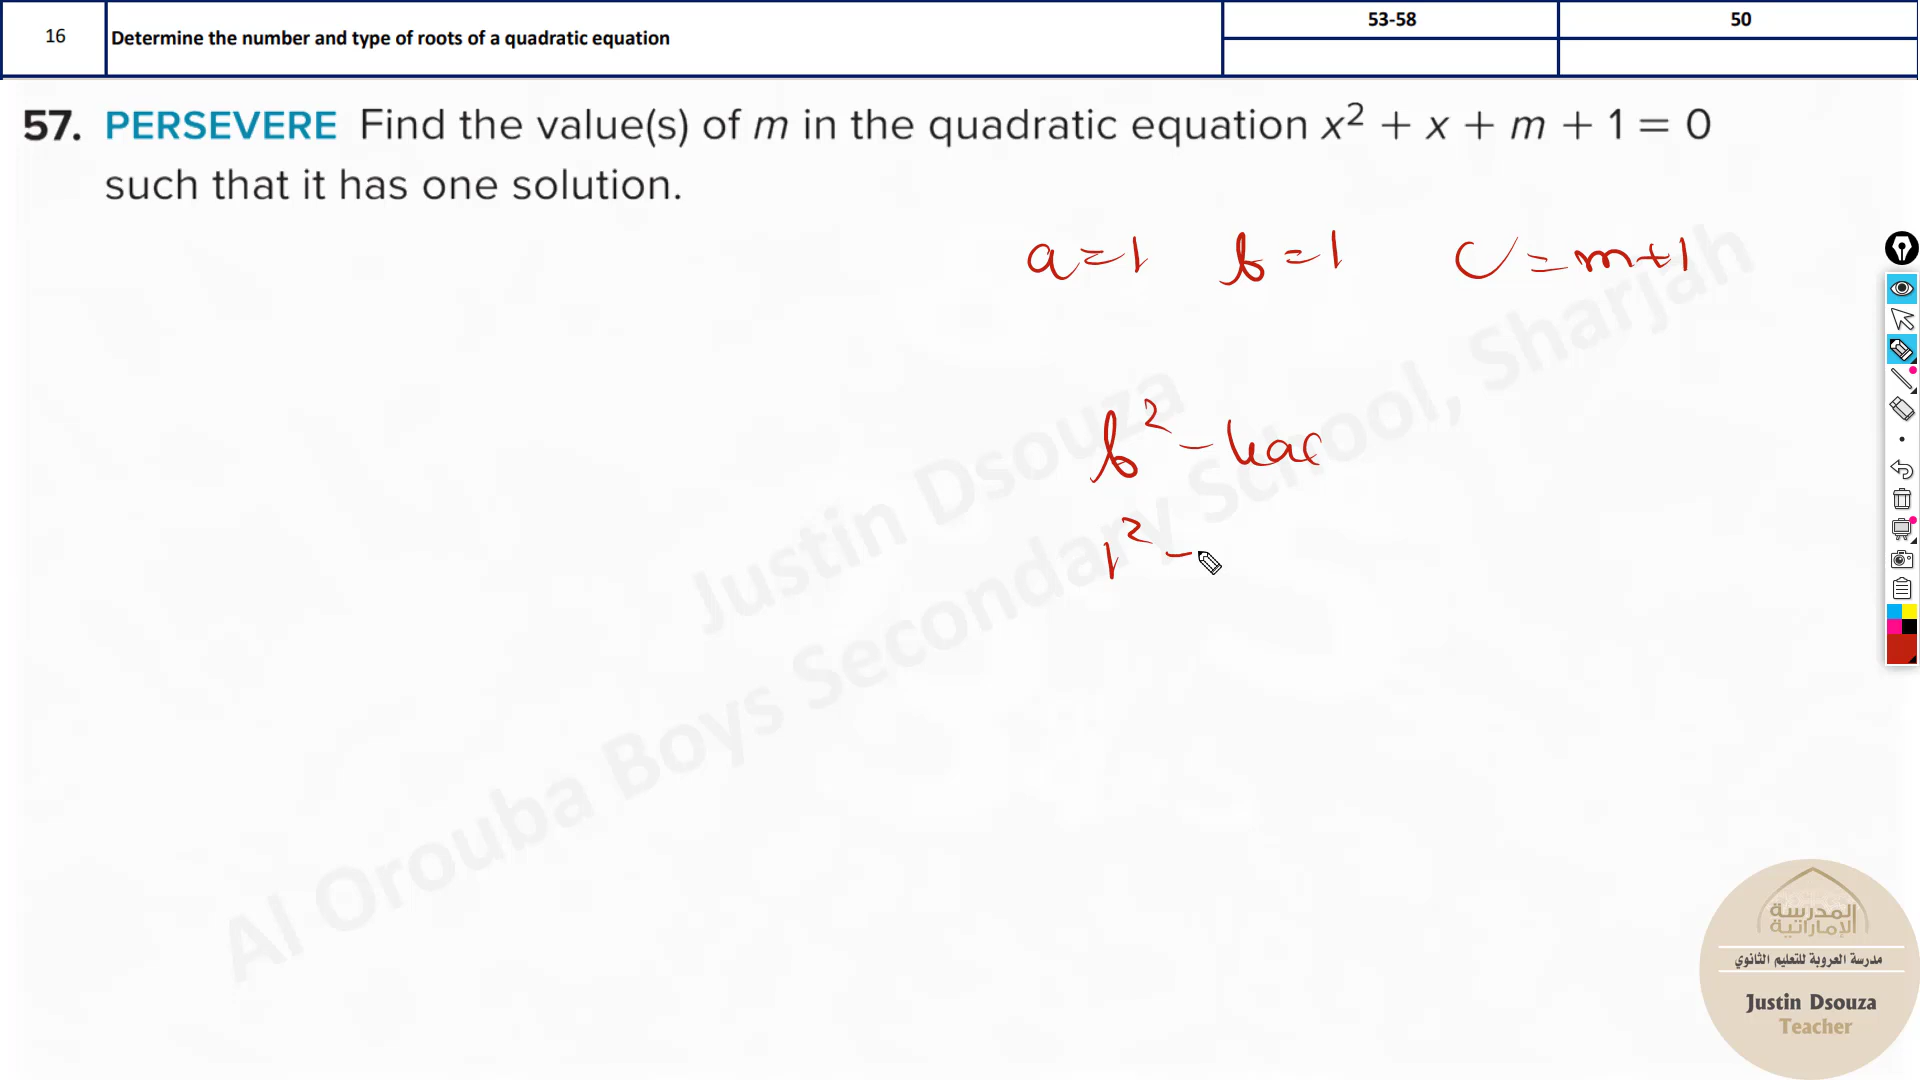 16 Determine the number and type of roots of a quadratic equation 53-58 50
57. PERSEVERE Find the value(s) of m in the quadratic equation x² + x + m + 1 = 0
such that it has one solution.
a=1 b=1 c=m+1
b² - 4ac
1² -
Justin Dsouza
Al Orouba Boys Secondary School, Sharjah
المدرسة
الإماراتية
مدرسة العروبة للتعليم الثانوي
Justin Dsouza
Teacher